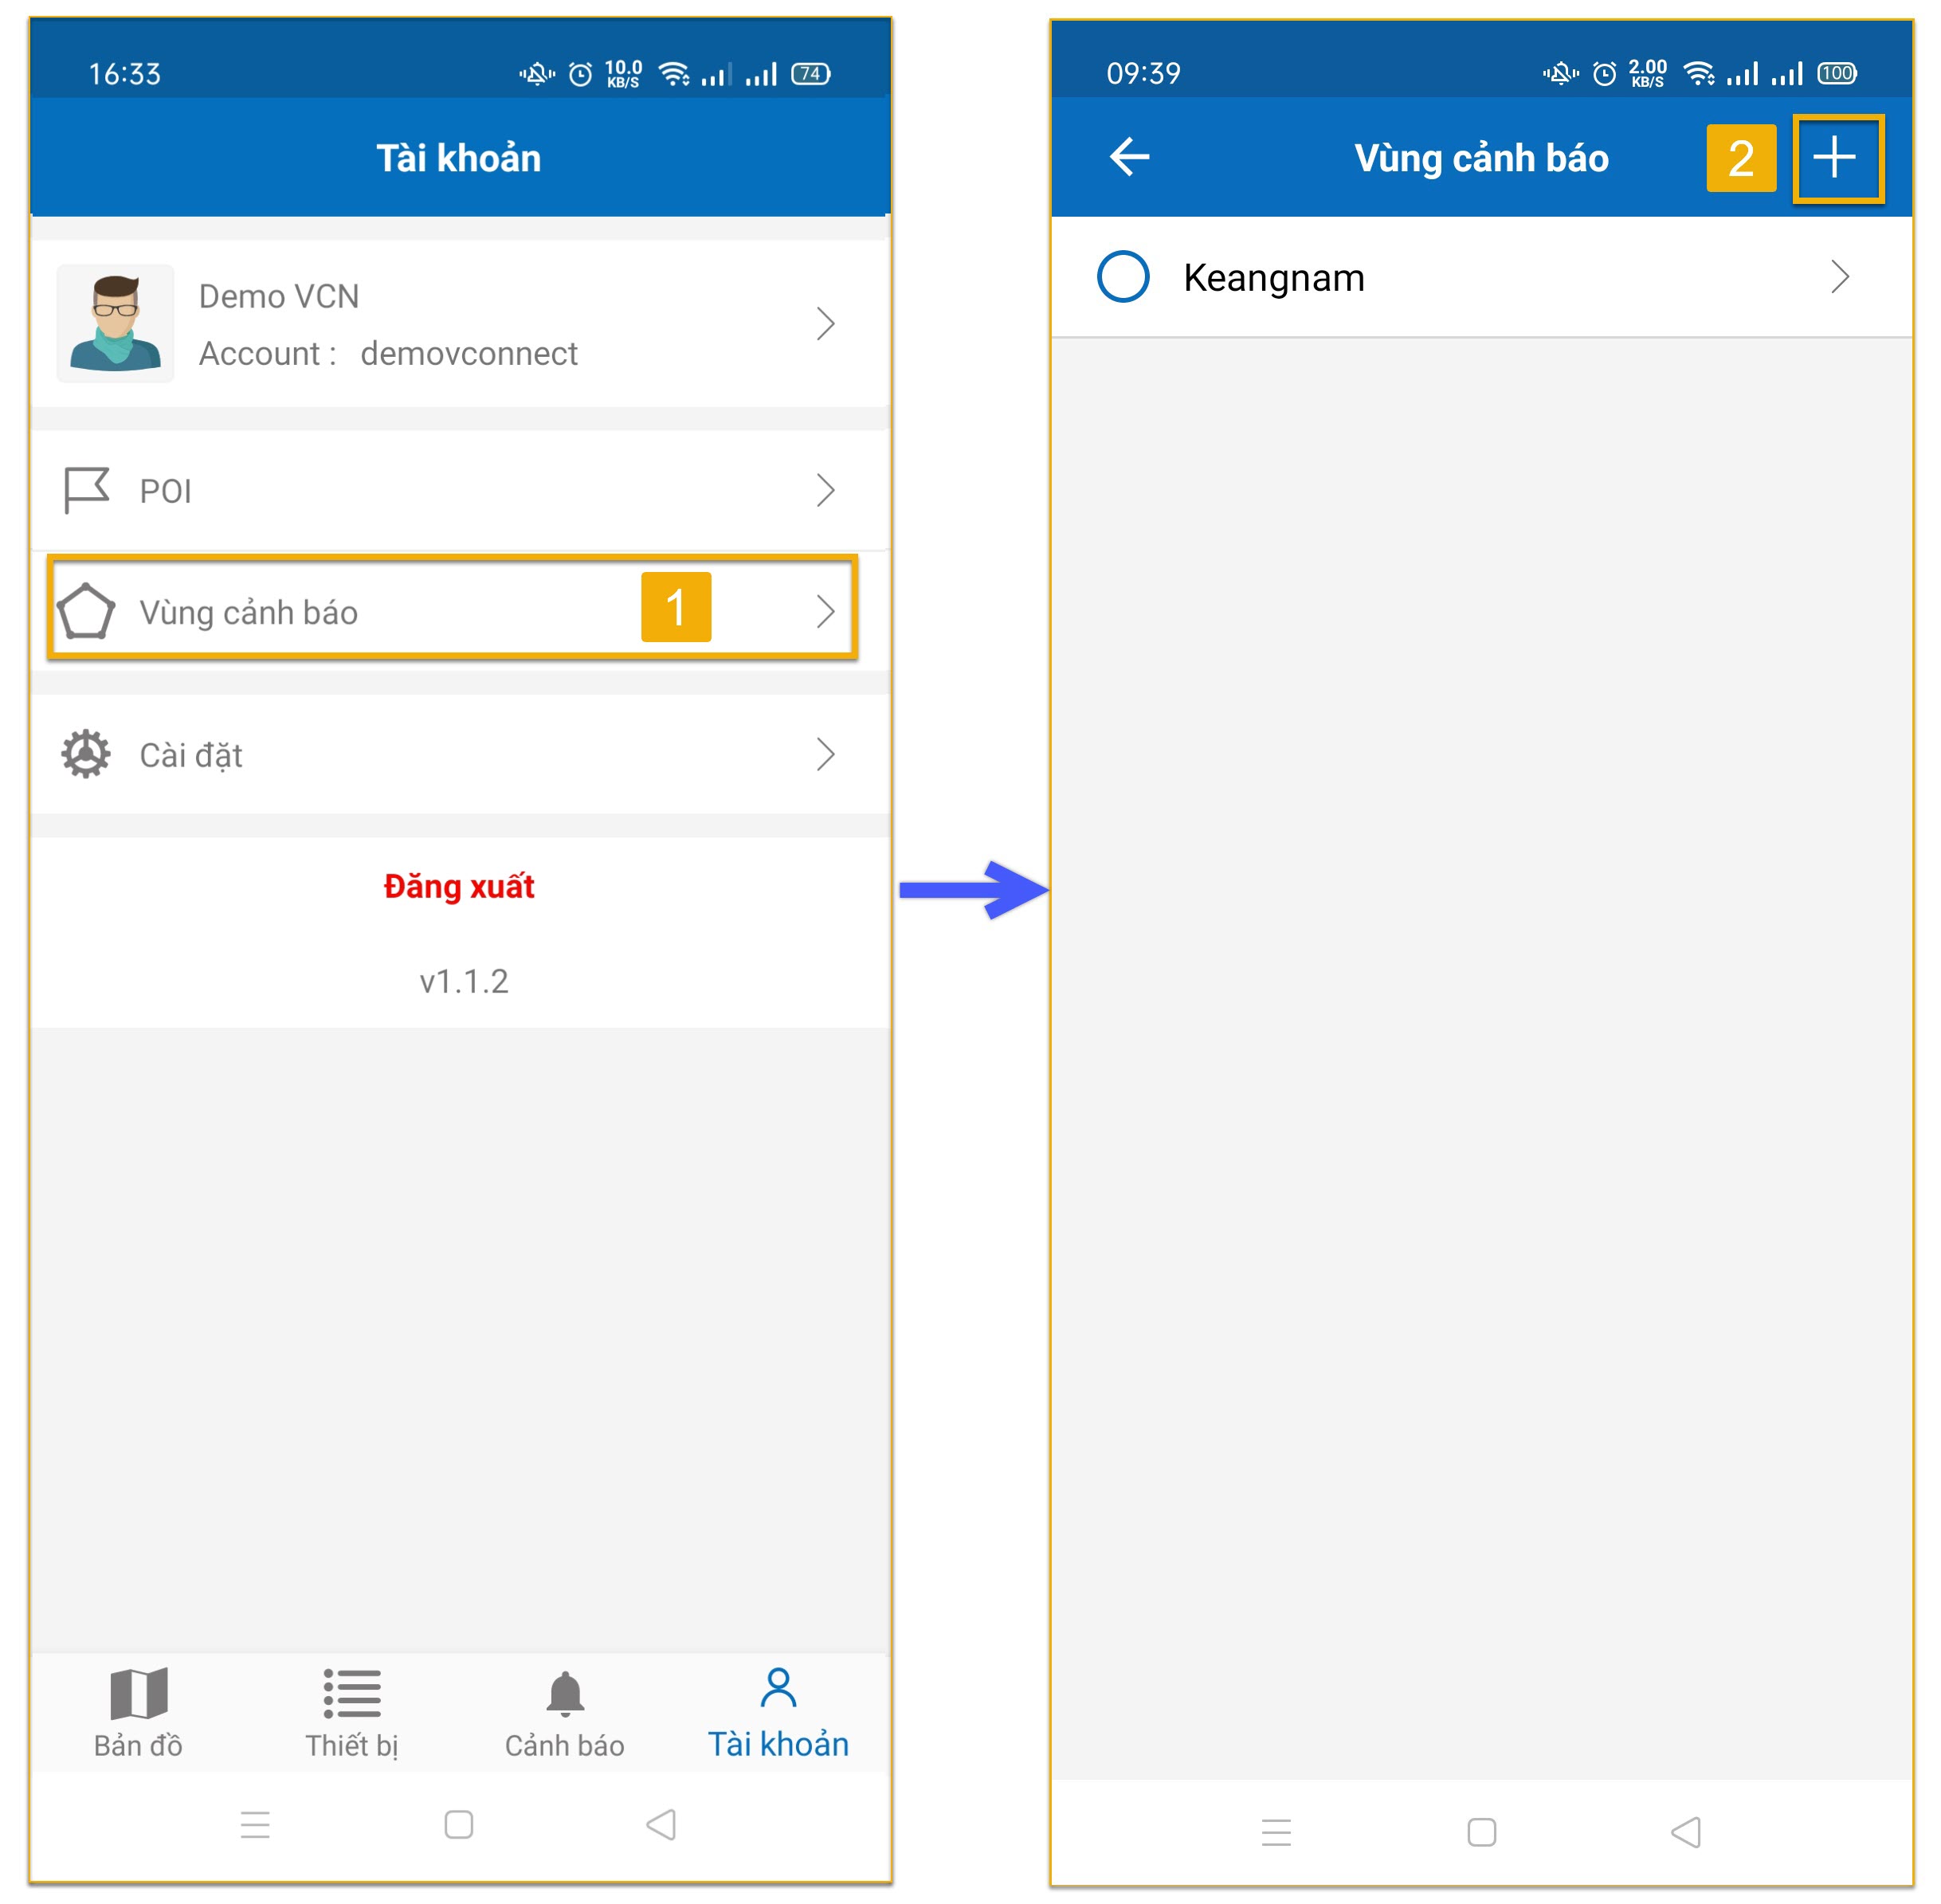 16:33
10.0
KB/S
74
Tài khoản
Demo VCN
Account : demovconnect
POI
Vùng cảnh báo
1
Cài đặt
Đăng xuất
v1.1.2
Bản đồ
Thiết bị
Cảnh báo
Tài khoản
09:39
2.00
KB/S
100
Vùng cảnh báo
2
Keangnam